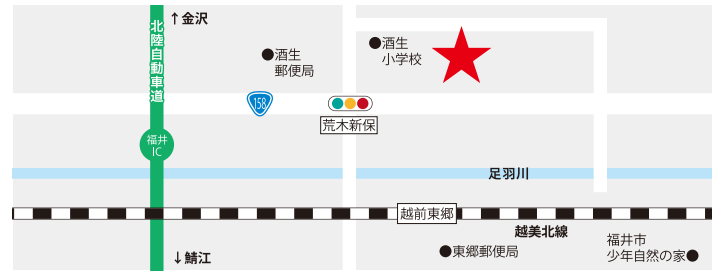 ↑金沢
北陸自動車道
酒生
郵便局
酒生
小学校
158
荒木新保
福井
IC
足羽川
越前東郷
越美北線
東郷郵便局
福井市
少年自然の家
↓鯖江